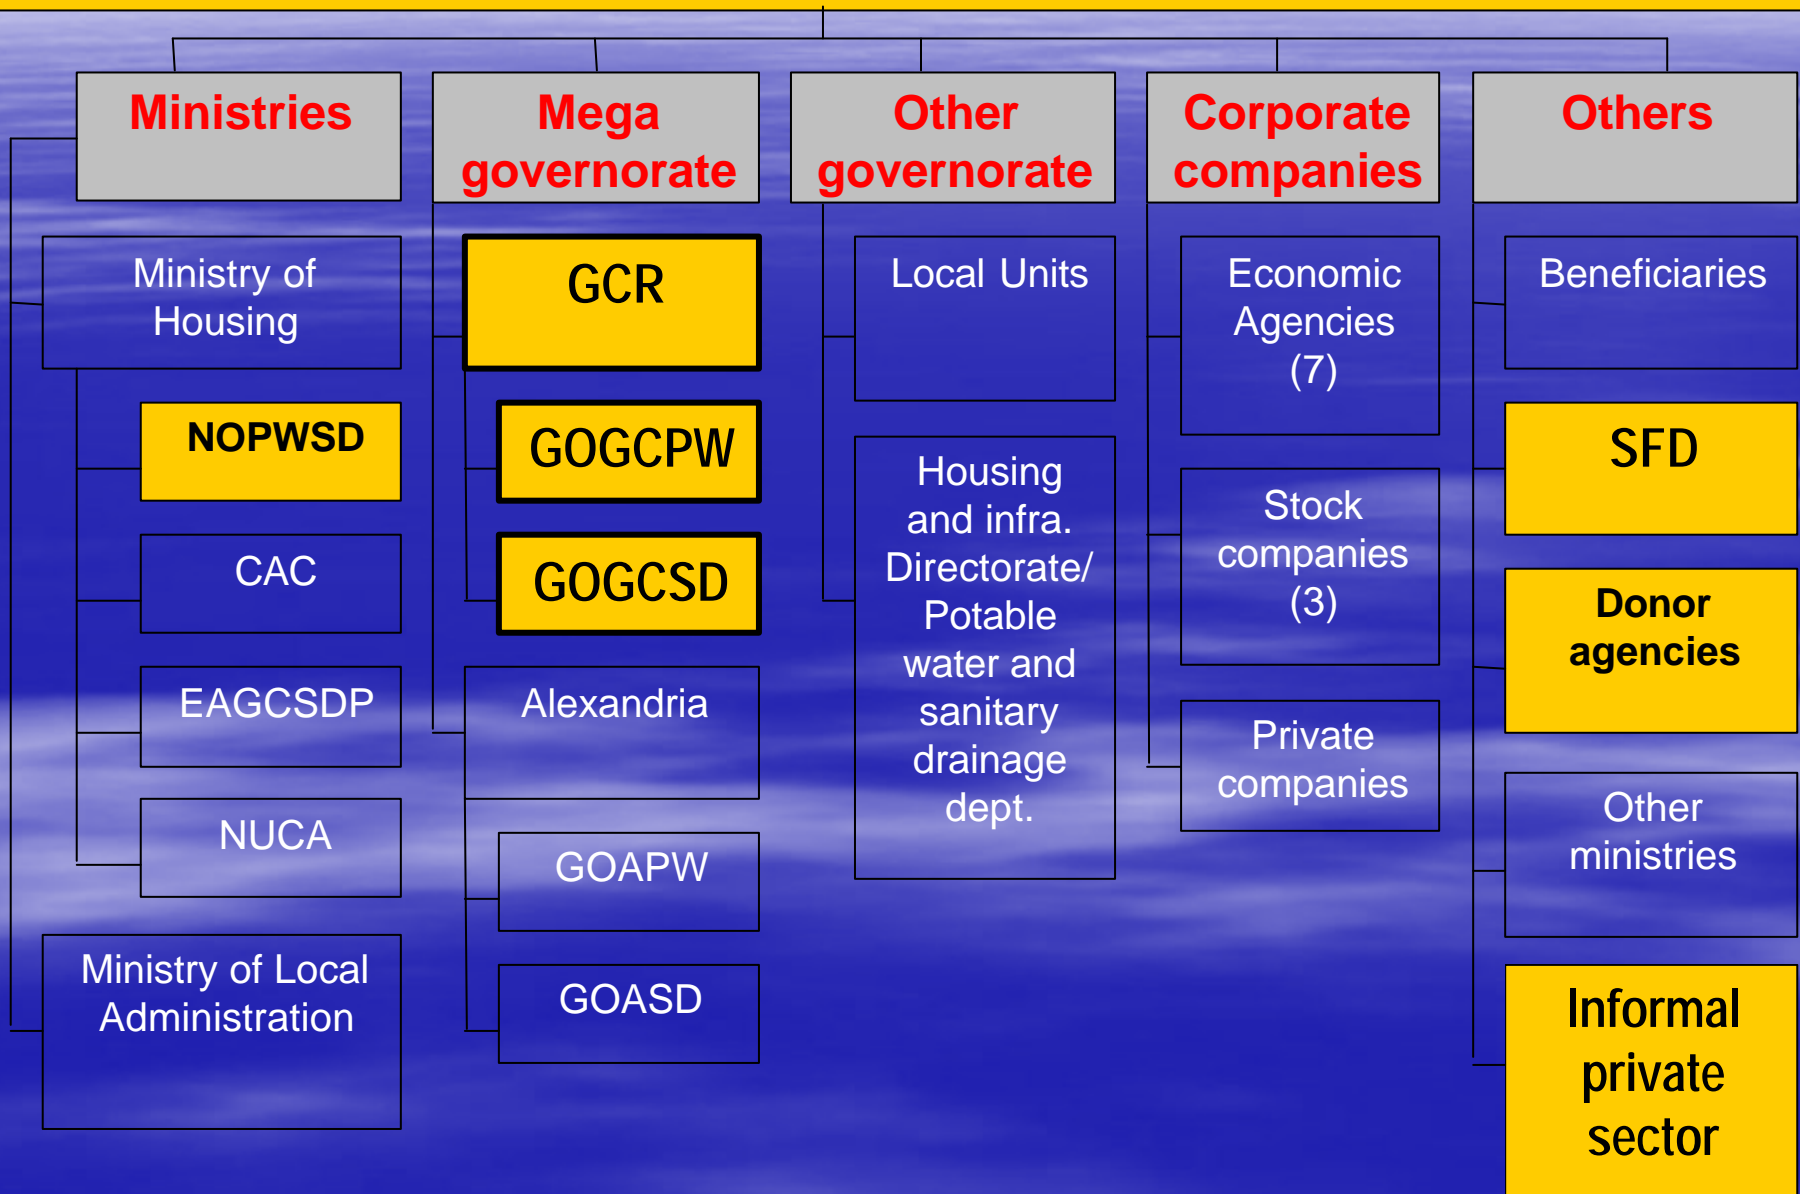 Ministries
Mega
governorate
Other
governorate
Corporate
companies
Others
Ministry of
Housing
NOPWSD
CAC
EAGCSDP
NUCA
Ministry of Local
Administration
GCR
GOGCPW
GOGCSD
Alexandria
GOAPW
GOASD
Local Units
Housing
and infra.
Directorate/
Potable
water and
sanitary
drainage
dept.
Economic
Agencies
(7)
Stock
companies
(3)
Private
companies
Beneficiaries
SFD
Donor
agencies
Other
ministries
Informal
private
sector